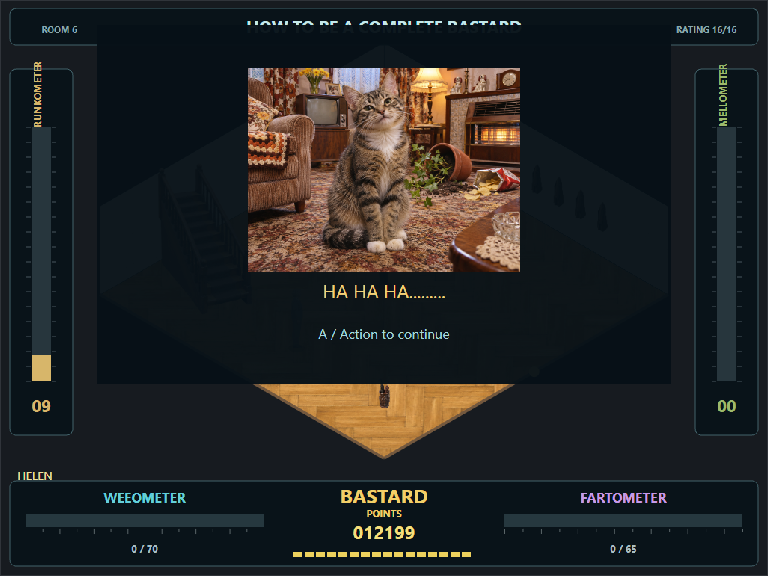 HOW TO BE A COMPLETE BASTARD
ROOM 6
RATING 16/16
RUNKOMETER
MELLOMETER
HA HA HA.........
A / Action to continue
09
00
HELEN
WEEOMETER
0 / 70
BASTARD
POINTS
012199
FARTOMETER
0 / 65